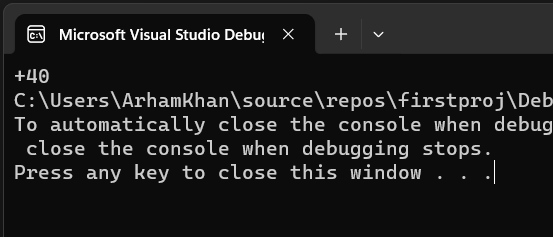 Microsoft Visual Studio Debug
+40
C:\Users\ArhamKhan\source\repos\firstproj\Deb
To automatically close the console when debug
close the console when debugging stops.
Press any key to close this window . . .